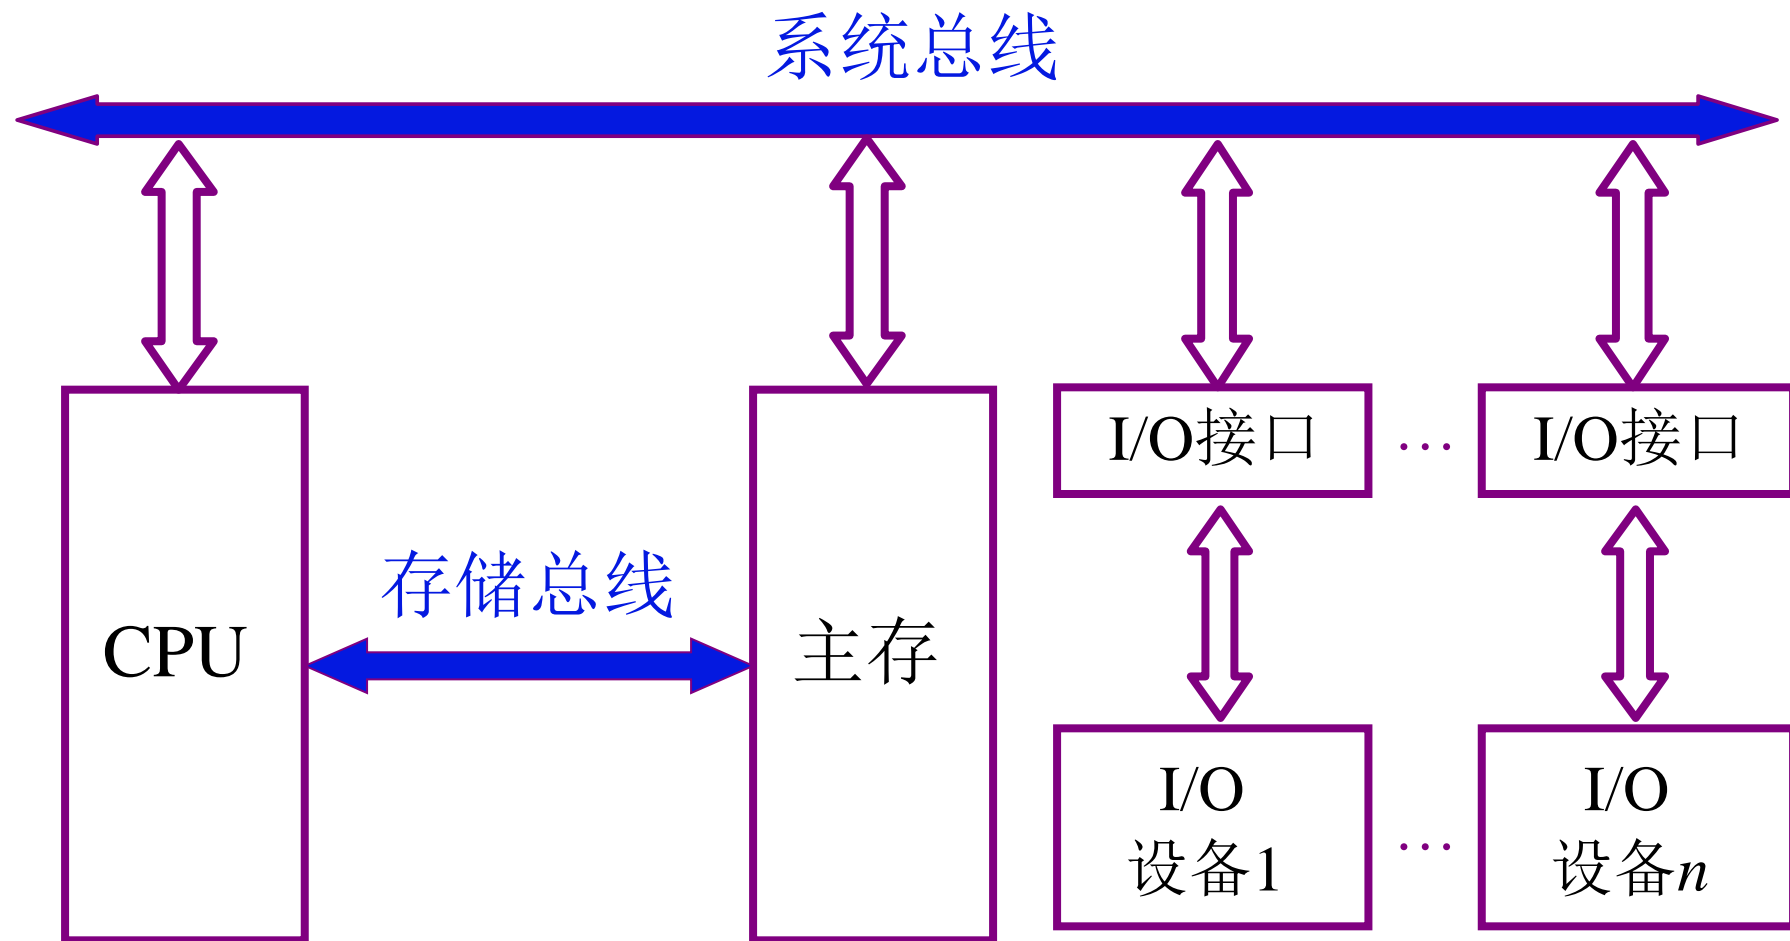 系统总线
I/O接口 … I/O接口
存储总线
CPU
主存
I/O
设备1
…
I/O
设备n